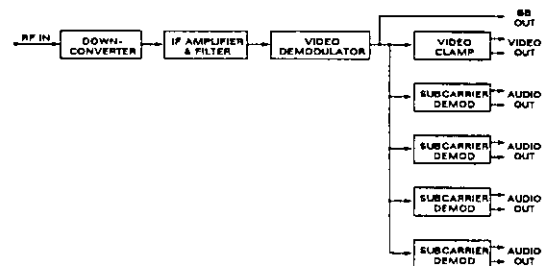 BB
OUT
RF IN
DOWN-
CONVERTER
IF AMPLIFIER
& FILTER
VIDEO
DEMODULATOR
VIDEO
CLAMP
VIDEO
OUT
SUBCARRIER
DEMOD
AUDIO
OUT
SUBCARRIER
DEMOD
AUDIO
OUT
SUBCARRIER
DEMOD
AUDIO
OUT
SUBCARRIER
DEMOD
AUDIO
OUT